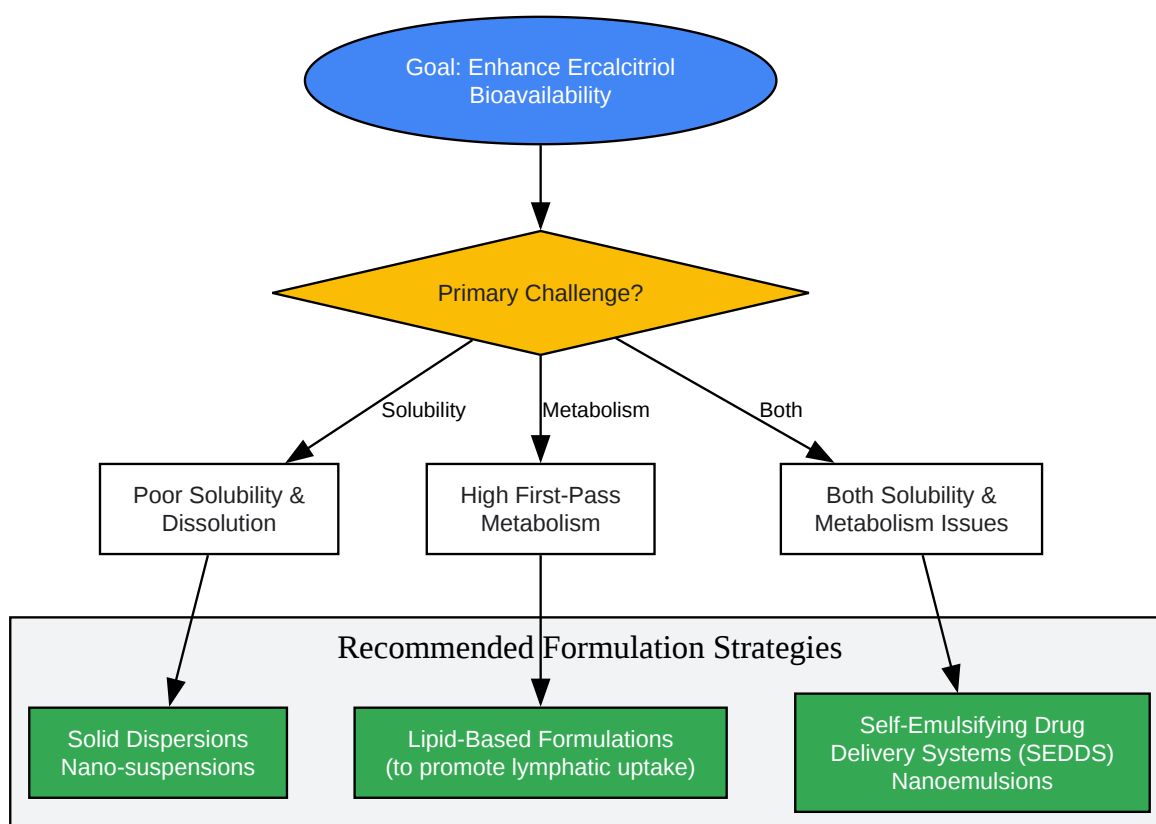 Goal: Enhance Ercalcitriol
Bioavailability
Primary Challenge?
Solubility
Metabolism
Both
Poor Solubility &
Dissolution
High First-Pass
Metabolism
Both Solubility &
Metabolism Issues
Recommended Formulation Strategies
Solid Dispersions
Nano-suspensions
Lipid-Based Formulations
(to promote lymphatic uptake)
Self-Emulsifying Drug
Delivery Systems (SEDDS)
Nanoemulsions